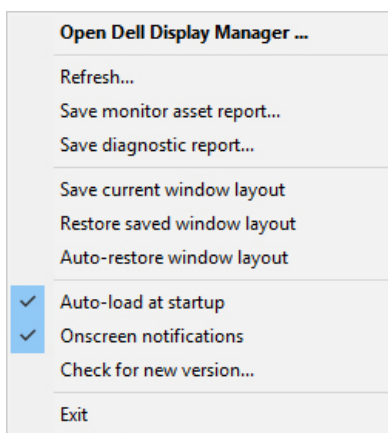 Open Dell Display Manager ...
Refresh...
Save monitor asset report...
Save diagnostic report...
Save current window layout
Restore saved window layout
Auto-restore window layout
Auto-load at startup
Onscreen notifications
Check for new version...
Exit